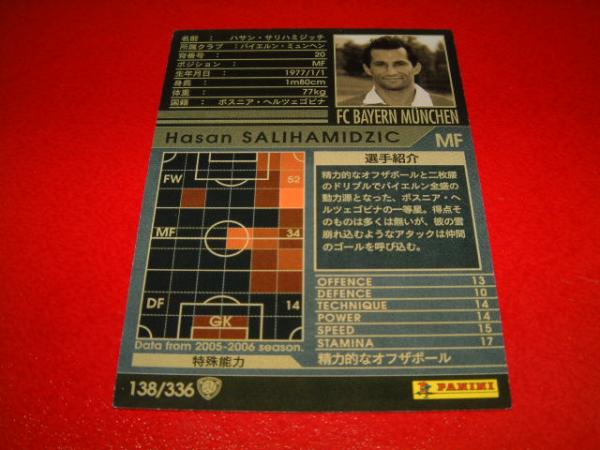 名前 : ハサン・サリハミジッチ
所属クラブ : バイエルン・ミュンヘン
背番号 : 20
ポジション : MF
生年月日 : 1977/1/1
身長 : 1m80cm
体重 : 77kg
国籍 : ボスニア・ヘルツェゴビナ
FC BAYERN MÜNCHEN
Hasan SALIHAMIDZIC MF
FW 52
MF 34
DF 14
GK
Data from 2005-2006 season.
特殊能力
選手紹介
精力的なオフザボールと二枚腰
のドリブルでバイエルン全盛の
動力源となった、ボスニア・ヘ
ルツェゴビナの一等星。得点そ
のものは多くは無いが、彼の雪
崩れ込むようなアタックは仲間
のゴールを呼び込む。
OFFENCE 13
DEFENCE 10
TECHNIQUE 14
POWER 14
SPEED 15
STAMINA 17
精力的なオフザボール
138/336
PANINI